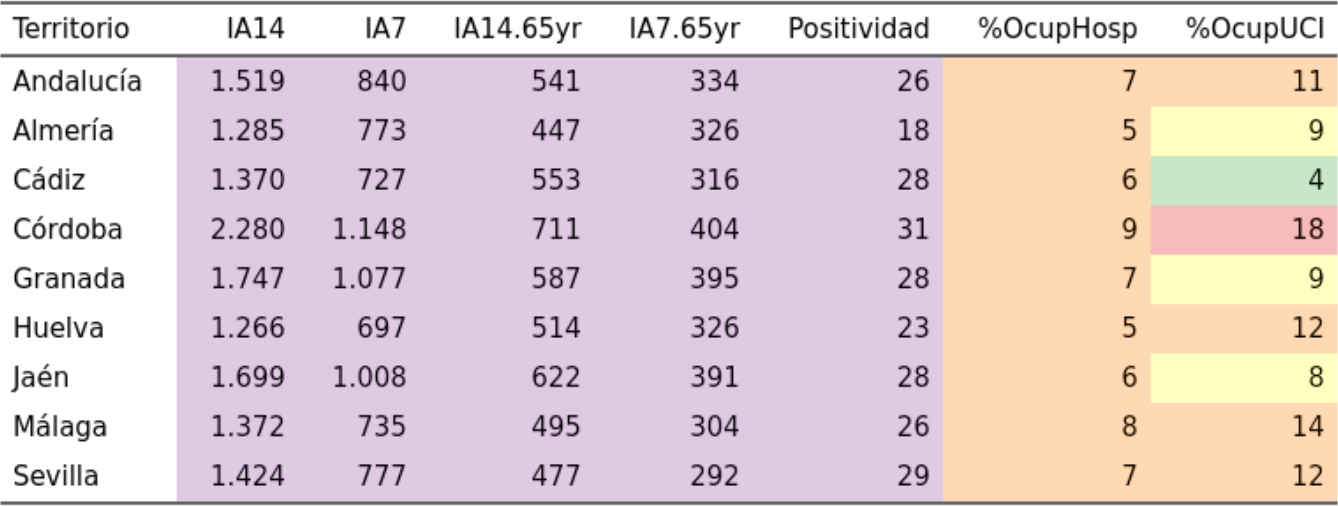 Territorio IA14 IA7 IA14.65yr IA7.65yr Positividad %OcupHosp %OcupUCI
Andalucía 1.519 840 541 334 26 7 11
Almería 1.285 773 447 326 18 5 9
Cádiz 1.370 727 553 316 28 6 4
Córdoba 2.280 1.148 711 404 31 9 18
Granada 1.747 1.077 587 395 28 7 9
Huelva 1.266 697 514 326 23 5 12
Jaén 1.699 1.008 622 391 28 6 8
Málaga 1.372 735 495 304 26 8 14
Sevilla 1.424 777 477 292 29 7 12